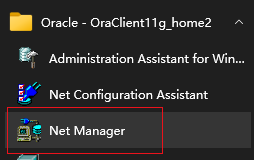 Oracle - OraClient11g_home2
Administration Assistant for Win...
Net Configuration Assistant
Net Manager